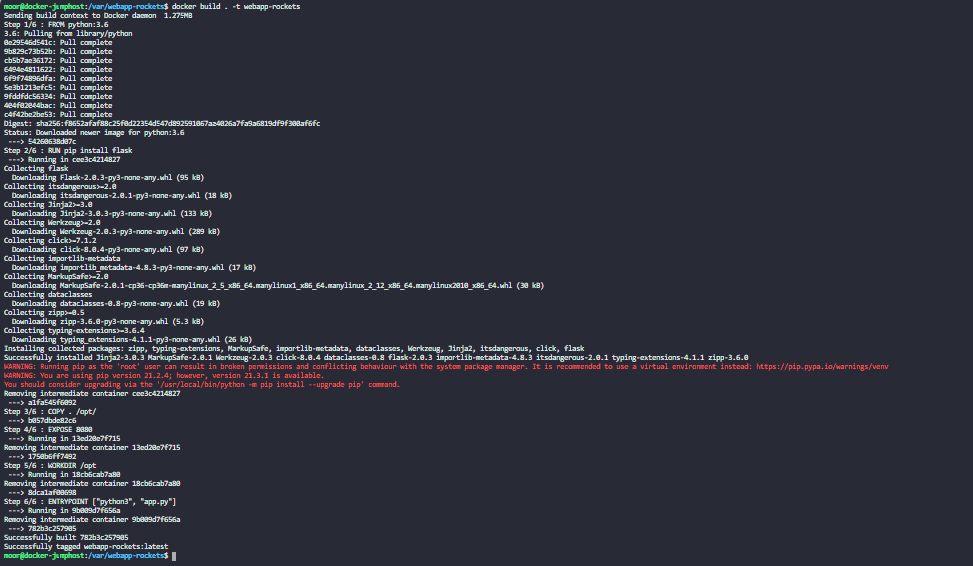 moor@docker-jumphost:/var/webapp-rockets$ docker build . -t webapp-rockets
Sending build context to Docker daemon  1.275MB
Step 1/6 : FROM python:3.6
3.6: Pulling from library/python
0e29546d541c: Pull complete
9b829c73b52b: Pull complete
cb5b7ae36172: Pull complete
6494e4811622: Pull complete
6f9f74896dfa: Pull complete
5e3b1213efc5: Pull complete
9fddfdc56334: Pull complete
404f02044bac: Pull complete
c4f42be2be53: Pull complete
Digest: sha256:f8652afaf88c25f0d22354d547d892591067aa4026a7fa9a6819df9f300af6fc
Status: Downloaded newer image for python:3.6
 ---> 54260638d07c
Step 2/6 : RUN pip install flask
 ---> Running in cee3c4214827
Collecting flask
  Downloading Flask-2.0.3-py3-none-any.whl (95 kB)
Collecting itsdangerous>=2.0
  Downloading itsdangerous-2.0.1-py3-none-any.whl (18 kB)
Collecting Jinja2>=3.0
  Downloading Jinja2-3.0.3-py3-none-any.whl (133 kB)
Collecting Werkzeug>=2.0
  Downloading Werkzeug-2.0.3-py3-none-any.whl (289 kB)
Collecting click>=7.1.2
  Downloading click-8.0.4-py3-none-any.whl (97 kB)
Collecting importlib-metadata
  Downloading importlib_metadata-4.8.3-py3-none-any.whl (17 kB)
Collecting MarkupSafe>=2.0
  Downloading MarkupSafe-2.0.1-cp36-cp36m-manylinux_2_5_x86_64.manylinux1_x86_64.manylinux_2_12_x86_64.manylinux2010_x86_64.whl (30 kB)
Collecting dataclasses
  Downloading dataclasses-0.8-py3-none-any.whl (19 kB)
Collecting zipp>=0.5
  Downloading zipp-3.6.0-py3-none-any.whl (5.3 kB)
Collecting typing-extensions>=3.6.4
  Downloading typing_extensions-4.1.1-py3-none-any.whl (26 kB)
Installing collected packages: zipp, typing-extensions, MarkupSafe, importlib-metadata, dataclasses, Werkzeug, Jinja2, itsdangerous, click, flask
Successfully installed Jinja2-3.0.3 MarkupSafe-2.0.1 Werkzeug-2.0.3 click-8.0.4 dataclasses-0.8 flask-2.0.3 importlib-metadata-4.8.3 itsdangerous-2.0.1 typing-extensions-4.1.1 zipp-3.6.0
WARNING: Running pip as the 'root' user can result in broken permissions and conflicting behaviour with the system package manager. It is recommended to use a virtual environment instead: https://pip.pypa.io/warnings/venv
WARNING: You are using pip version 21.2.4; however, version 21.3.1 is available.
You should consider upgrading via the '/usr/local/bin/python -m pip install --upgrade pip' command.
Removing intermediate container cee3c4214827
 ---> a1fa545f6092
Step 3/6 : COPY . /opt/
 ---> b057dbde82c6
Step 4/6 : EXPOSE 8080
 ---> Running in 13ed20e7f715
Removing intermediate container 13ed20e7f715
 ---> 1750b6ff7492
Step 5/6 : WORKDIR /opt
 ---> Running in 18cb6cab7a80
Removing intermediate container 18cb6cab7a80
 ---> 8dca1af00698
Step 6/6 : ENTRYPOINT ["python3", "app.py"]
 ---> Running in 9b009d7f656a
Removing intermediate container 9b009d7f656a
 ---> 782b3c257905
Successfully built 782b3c257905
Successfully tagged webapp-rockets:latest
moor@docker-jumphost:/var/webapp-rockets$